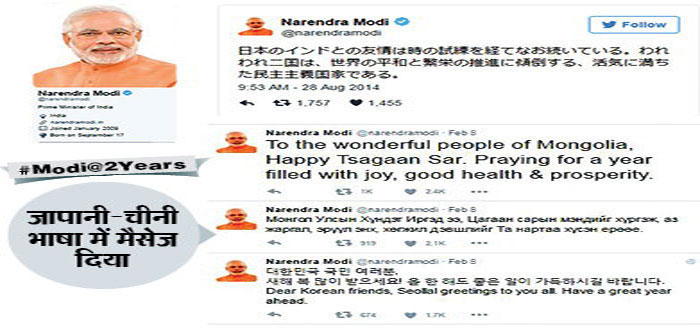 Narendra Modi
@narendramodi
Prime Minister of India
India
narendramodi.in
Joined January 2009
Born on September 17
#Modi@2Years
जापानी-चीनी
भाषा में मैसेज
दिया
Narendra Modi
@narendramodi
Follow
日本のインドとの友情は時の試練を経てなお続いている。われ
われ二国は、世界の平和と繁栄の推進に傾倒する、活気に満ち
た民主主義国家である。
9:53 AM - 28 Aug 2014
1,757 1,455
Narendra Modi @narendramodi · Feb 8
To the wonderful people of Mongolia,
Happy Tsagaan Sar. Praying for a year
filled with joy, good health & prosperity.
1K 2.4K
Narendra Modi @narendramodi · Feb 8
Монгол Улсын Хүндэт Иргэд ээ, Цагаан сарын мэндийг хүргэж, аз
жаргал, эрүүл энх, хөгжил дэвшлийг Та нартаа хүсэн ерөөе.
919 2.1K
Narendra Modi @narendramodi · Feb 8
대한민국 국민 여러분,
새해 복 많이 받으세요! 올 한 해도 좋은 일이 가득하시길 바랍니다.
Dear Korean friends, Seollal greetings to you all. Have a great year
ahead.
674 1.7K